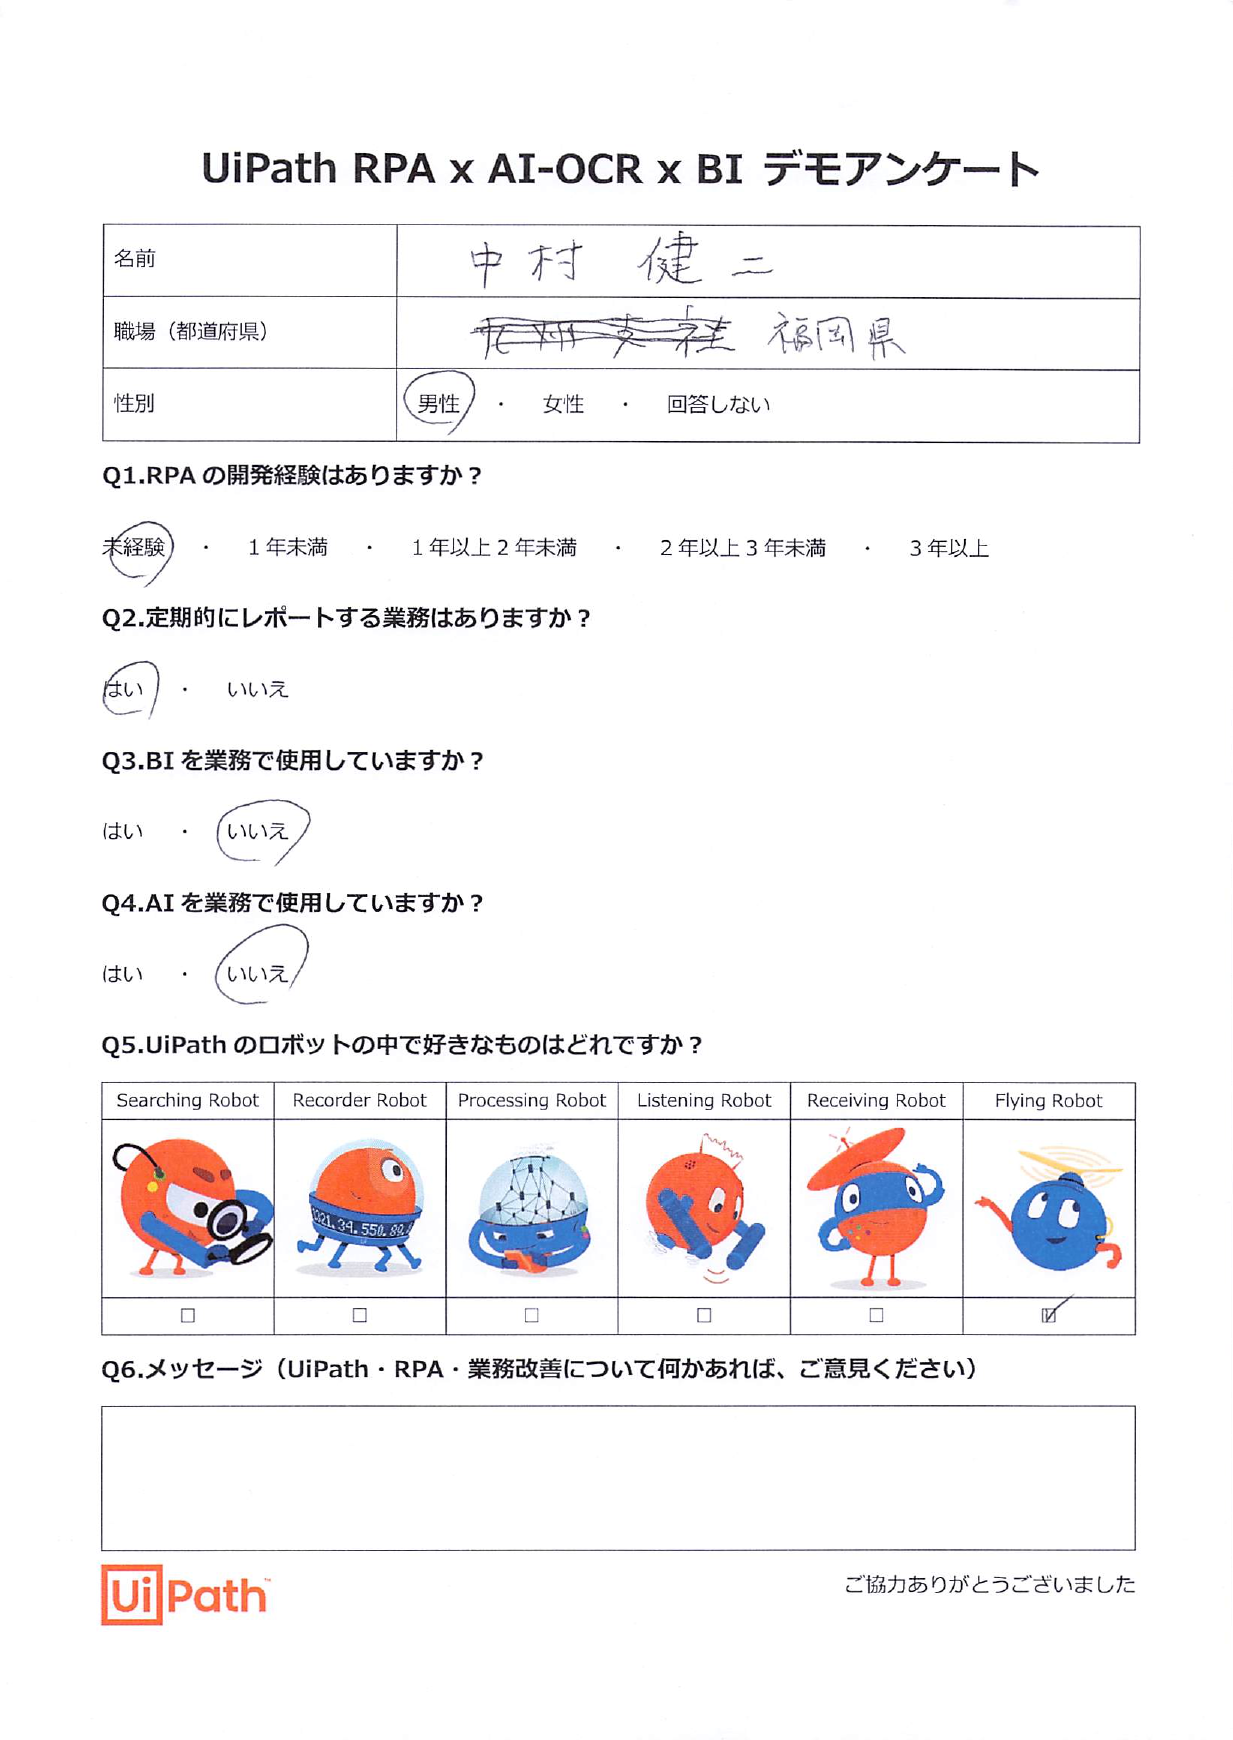 UiPath RPA x AI-OCR x BI デモアンケート
名前 中村 健二
職場（都道府県） 九州支社 福岡県
性別 男性 ・ 女性 ・ 回答しない
Q1.RPA の開発経験はありますか？
未経験 ・ 1年未満 ・ 1年以上2年未満 ・ 2年以上3年未満 ・ 3年以上
Q2.定期的にレポートする業務はありますか？
はい ・ いいえ
Q3.BI を業務で使用していますか？
はい ・ いいえ
Q4.AI を業務で使用していますか？
はい ・ いいえ
Q5.UiPath のロボットの中で好きなものはどれですか？
Searching Robot Recorder Robot Processing Robot Listening Robot Receiving Robot Flying Robot
Q6.メッセージ（UiPath・RPA・業務改善について何かあれば、ご意見ください）
UiPath™
ご協力ありがとうございました